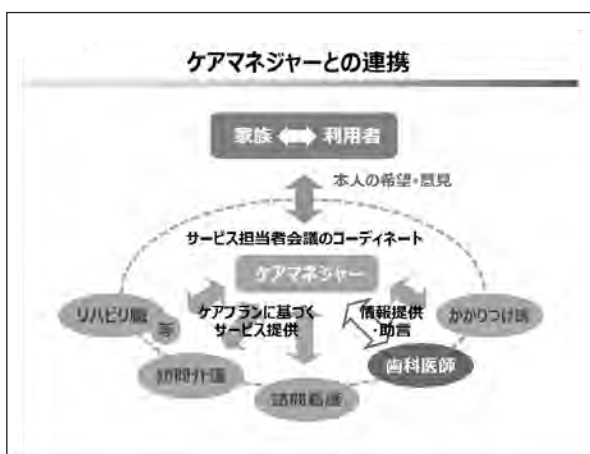 ケアマネジャーとの連携
家族 利用者
本人の希望・意見
サービス担当者会議のコーディネート
ケアマネジャー
リハビリ職
等
ケアプランに基づく
サービス提供
情報提供
・助言
かかりつけ医
歯科医師
訪問介護
訪問看護